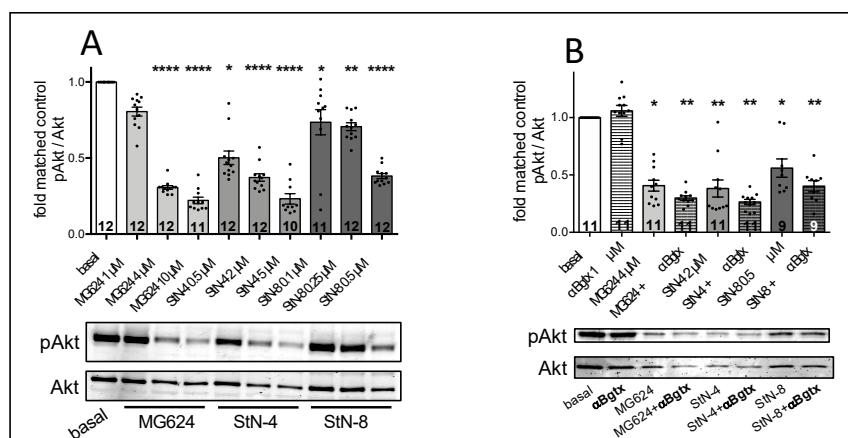 A
B
**** **** * **** **** * ** ****
* ** ** ** * **
fold matched control
pAkt / Akt
1.0
0.5
0.0
12 12 12 11 12 12 10 11 12 12
basal
MG624 1 μM
MG624 4 μM
MG624 10 μM
StN-4 0.5 μM
StN-4 2 μM
StN-4 5 μM
StN-8 0.1 μM
StN-8 0.25 μM
StN-8 0.5 μM
pAkt
Akt
basal
MG624 StN-4 StN-8
fold matched control
pAkt / Akt
1.0
0.5
0.0
11 11 11 11 11 11 9 9
basal
αBgtx 1 μM
MG624 4 μM
MG624+ αBgtx
StN-4 2 μM
StN-4 + αBgtx
StN-8 0.5 μM
StN-8 + αBgtx
pAkt
Akt
basal
αBgtx
MG624
MG624+αBgtx
StN-4
StN-4+αBgtx
StN-8
StN-8+αBgtx